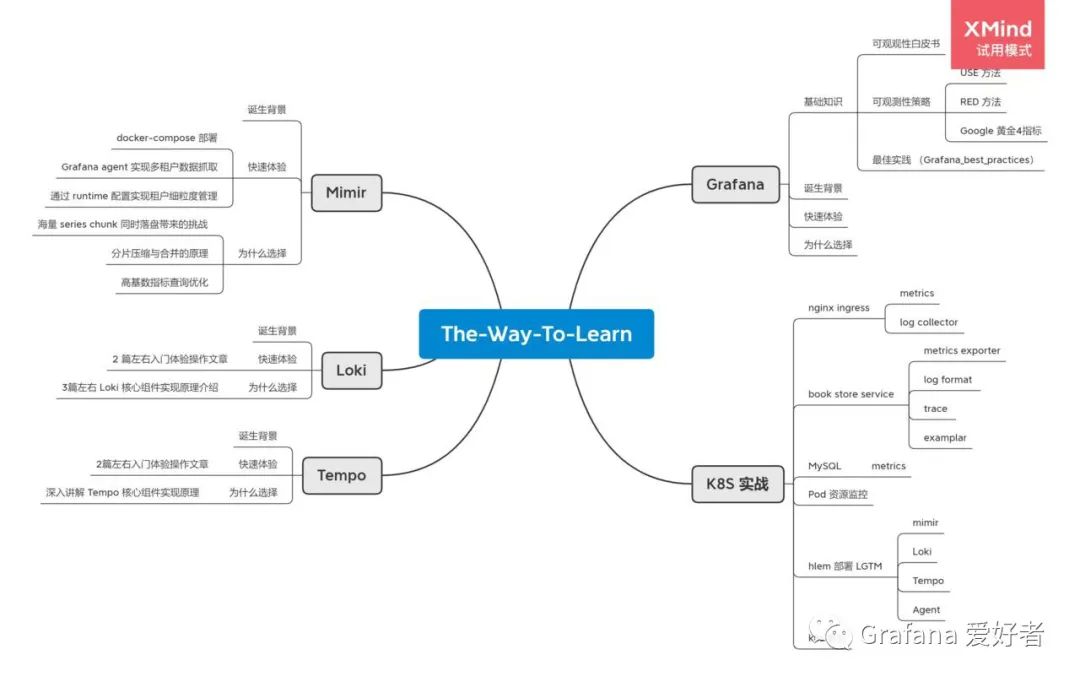 XMind
试用模式
The-Way-To-Learn
Grafana
基础知识
可观观性白皮书
可观测性策略
USE 方法
RED 方法
Google 黄金4指标
最佳实践 （Grafana_best_practices）
诞生背景
快速体验
为什么选择
K8S 实战
nginx ingress
metrics
log collector
book store service
metrics exporter
log format
trace
examplar
MySQL
metrics
Pod 资源监控
hlem 部署 LGTM
mimir
Loki
Tempo
Agent
Mimir
诞生背景
快速体验
docker-compose 部署
Grafana agent 实现多租户数据抓取
通过 runtime 配置实现租户细粒度管理
为什么选择
海量 series chunk 同时落盘带来的挑战
分片压缩与合并的原理
高基数指标查询优化
Loki
诞生背景
快速体验
2 篇左右入门体验操作文章
为什么选择
3篇左右 Loki 核心组件实现原理介绍
Tempo
诞生背景
快速体验
2篇左右入门体验操作文章
为什么选择
深入讲解 Tempo 核心组件实现原理
Grafana 爱好者